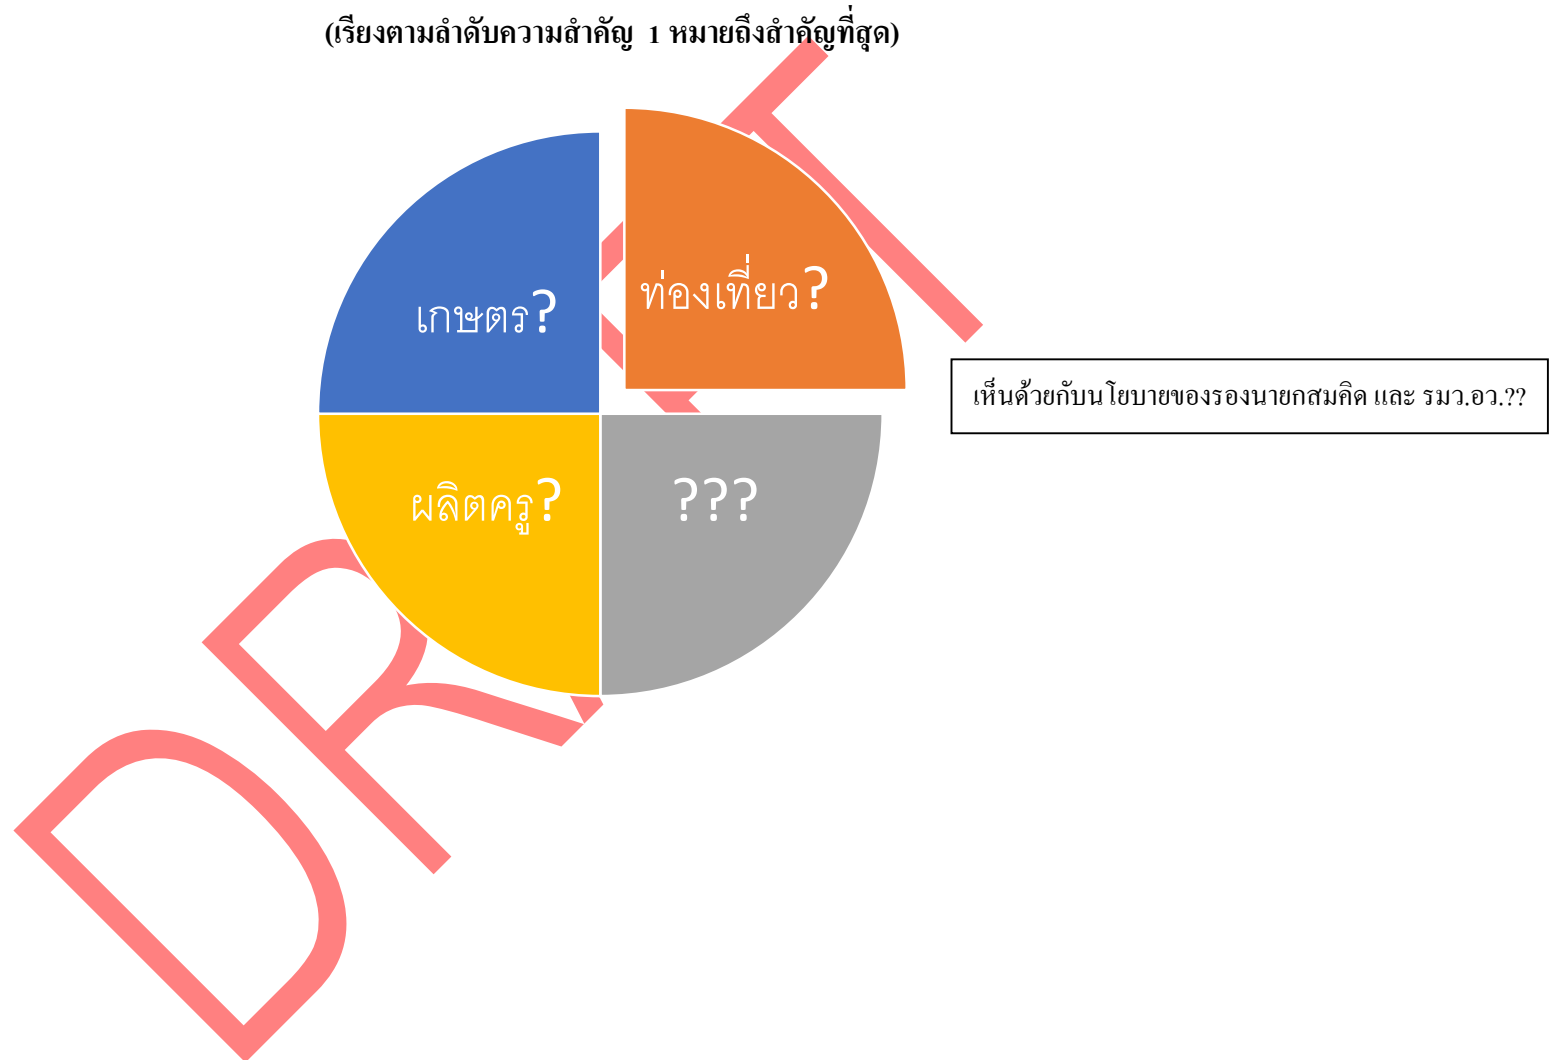 (เรียงตามลำดับความสำคัญ 1 หมายถึงสำคัญที่สุด)
เกษตร?
ท่องเที่ยว?
เห็นด้วยกับนโยบายของรองนายกสมคิด และ รมว.อว.??
ผลิตครู?
???
DRAFT